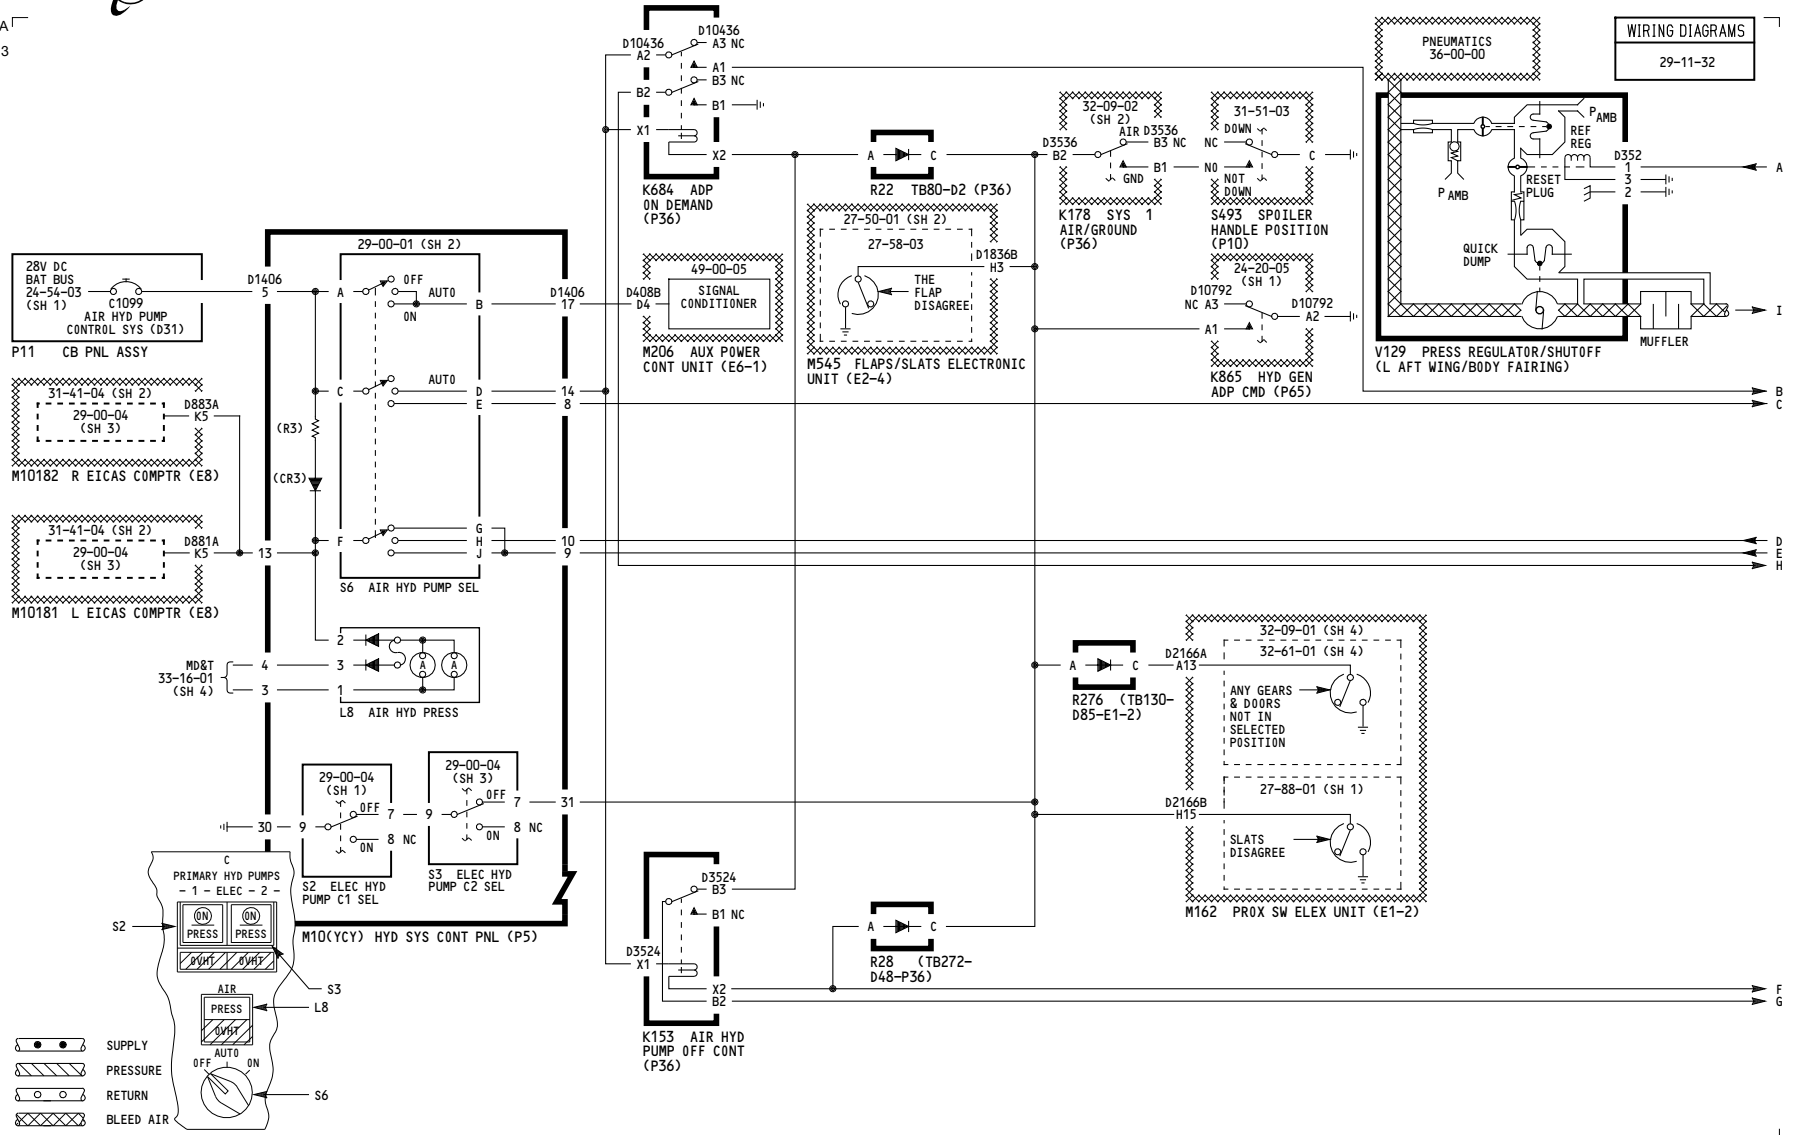 A
3
WIRING DIAGRAMS
29-11-32
PNEUMATICS
36-00-00
D10436
D10436
A2
A3 NC
A1
B3 NC
B2
B1
X1
X2
K684 ADP
ON DEMAND
(P36)
A
C
R22 TB80-D2 (P36)
32-09-02
(SH 2)
AIR
D3536
D3536
B2
B3 NC
B1
GND
K178 SYS 1
AIR/GROUND
(P36)
31-51-03
DOWN
NC
C
NO
NOT
DOWN
S493 SPOILER
HANDLE POSITION
(P10)
P AMB
REF
REG
P AMB
RESET
PLUG
D352
1
3
2
A
QUICK
DUMP
MUFFLER
I
V129 PRESS REGULATOR/SHUTOFF
(L AFT WING/BODY FAIRING)
28V DC
BAT BUS
24-54-03
(SH 1)
C1099
AIR HYD PUMP
CONTROL SYS (D31)
P11 CB PNL ASSY
D1406
5
29-00-01 (SH 2)
A
OFF
AUTO
ON
B
D1406
17
D408B
D4
49-00-05
SIGNAL
CONDITIONER
M206 AUX POWER
CONT UNIT (E6-1)
27-50-01 (SH 2)
27-58-03
THE
FLAP
DISAGREE
D1836B
H3
M545 FLAPS/SLATS ELECTRONIC
UNIT (E2-4)
24-20-05
(SH 1)
D10792
NC A3
D10792
A2
A1
K865 HYD GEN
ADP CMD (P65)
C
AUTO
D
14
E
8
B
C
31-41-04 (SH 2)
29-00-04
(SH 3)
D883A
K5
M10182 R EICAS COMPTR (E8)
(R3)
(CR3)
31-41-04 (SH 2)
29-00-04
(SH 3)
D881A
K5
13
M10181 L EICAS COMPTR (E8)
F
G
H
J
10
9
D
E
H
S6 AIR HYD PUMP SEL
MD&T
33-16-01
(SH 4)
4
3
2
3
1
A
A
L8 AIR HYD PRESS
A
C
R276 (TB130-
D85-E1-2)
D2166A
A13
32-09-01 (SH 4)
32-61-01 (SH 4)
ANY GEARS
& DOORS
NOT IN
SELECTED
POSITION
27-88-01 (SH 1)
D2166B
H15
SLATS
DISAGREE
M162 PROX SW ELEX UNIT (E1-2)
30
9
29-00-04
(SH 1)
OFF
7
8 NC
ON
S2 ELEC HYD
PUMP C1 SEL
9
29-00-04
(SH 3)
OFF
7
8 NC
ON
S3 ELEC HYD
PUMP C2 SEL
31
M10(YCY) HYD SYS CONT PNL (P5)
D3524
B3
B1 NC
D3524
X1
X2
B2
K153 AIR HYD
PUMP OFF CONT
(P36)
A
C
R28 (TB272-
D48-P36)
F
G
C
PRIMARY HYD PUMPS
- 1 - ELEC - 2 -
ON
ON
PRESS
PRESS
OVHT
OVHT
S2
S3
AIR
PRESS
OVHT
L8
AUTO
OFF
ON
S6
SUPPLY
PRESSURE
RETURN
BLEED AIR